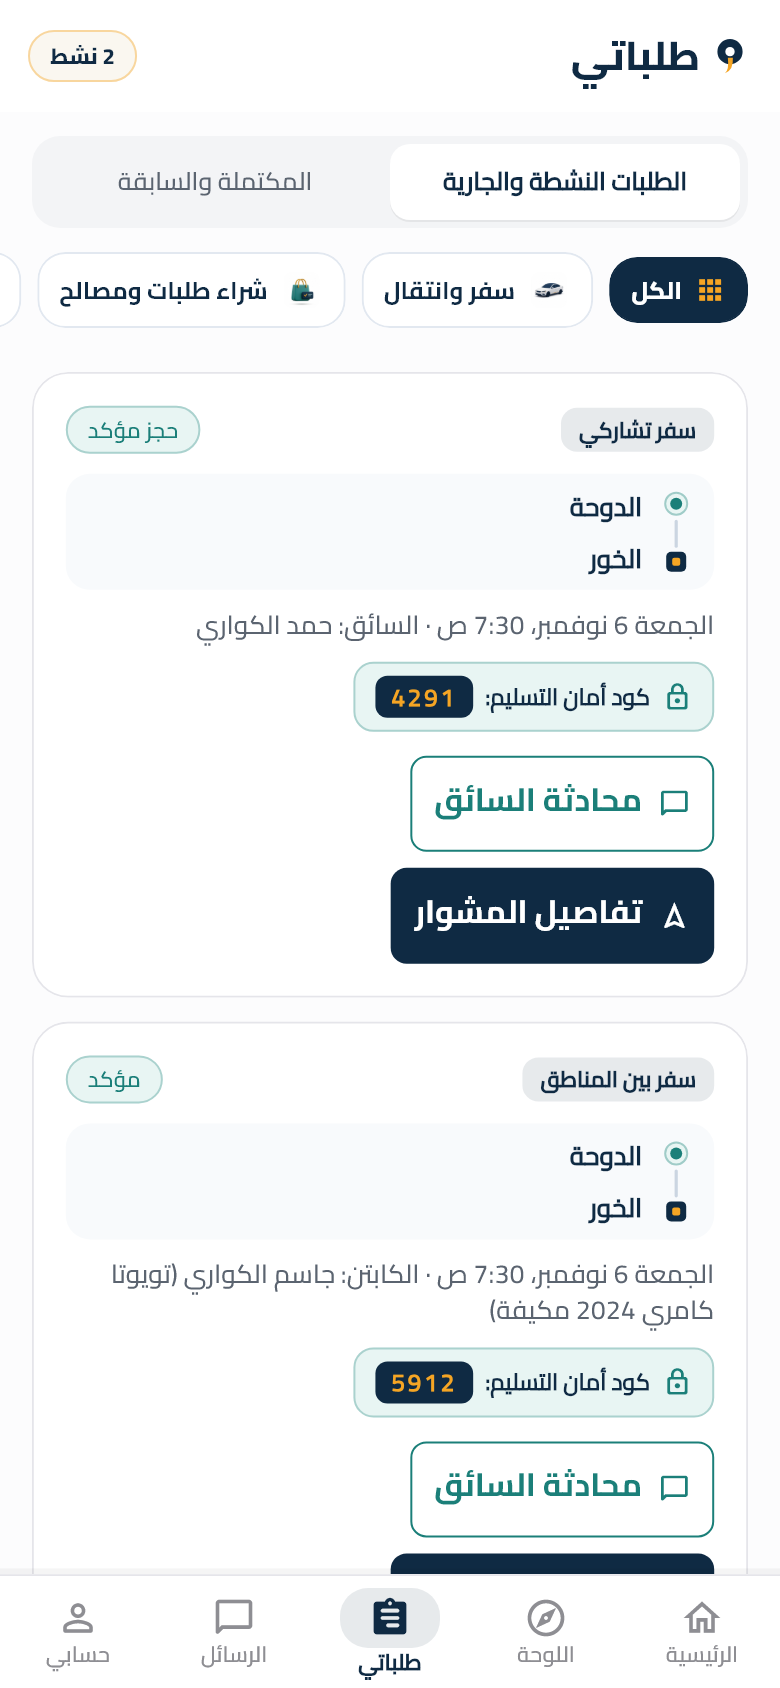 طلباتي
2 نشط
الطلبات النشطة والجارية
المكتملة والسابقة
الكل
سفر وانتقال
شراء طلبات ومصالح
سفر تشاركي
حجز مؤكد
الدوحة
الخور
الجمعة 6 نوفمبر، 7:30 ص · السائق: حمد الكواري
كود أمان التسليم: 4291
محادثة السائق
تفاصيل المشوار
سفر بين المناطق
مؤكد
الدوحة
الخور
الجمعة 6 نوفمبر، 7:30 ص · الكابتن: جاسم الكواري (تويوتا
كامري 2024 مكيفة)
كود أمان التسليم: 5912
محادثة السائق
الرئيسية
اللوحة
طلباتي
الرسائل
حسابي